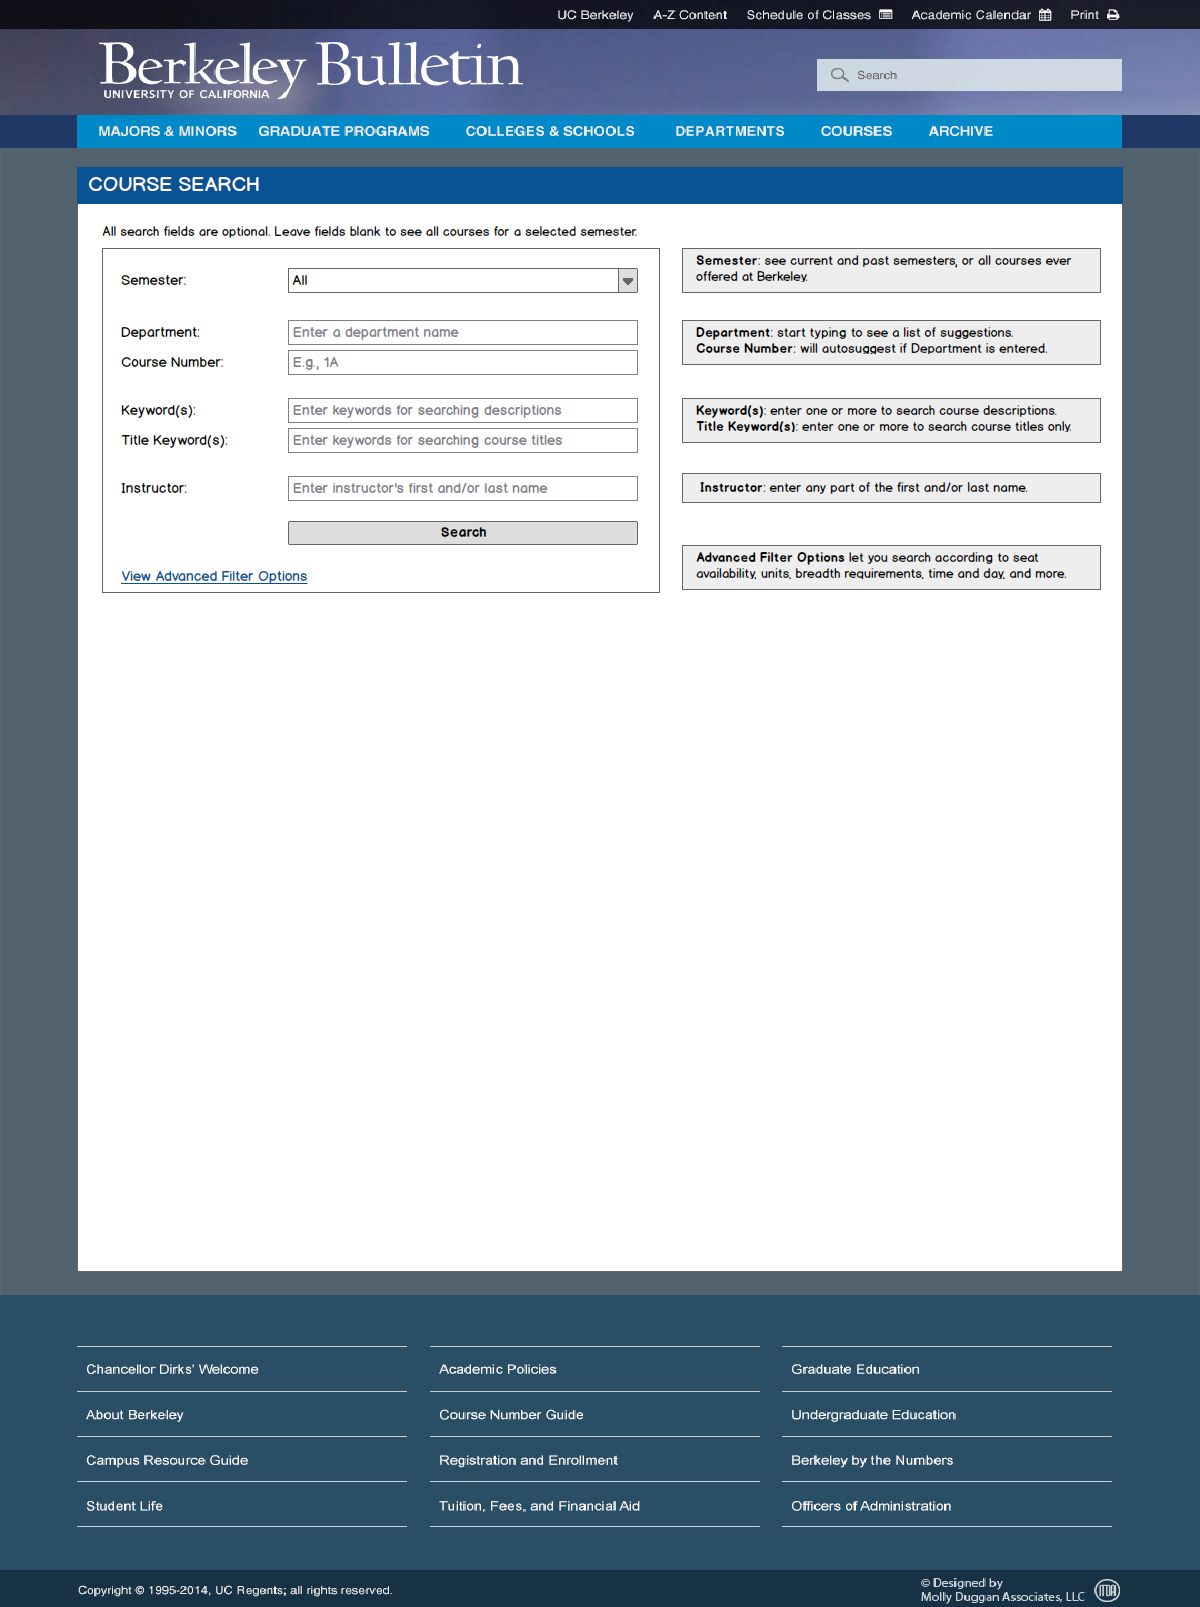 UC Berkeley A-Z Content Schedule of Classes Academic Calendar Print
Berkeley Bulletin
UNIVERSITY OF CALIFORNIA
Search
MAJORS & MINORS GRADUATE PROGRAMS COLLEGES & SCHOOLS DEPARTMENTS COURSES ARCHIVE
COURSE SEARCH
All search fields are optional. Leave fields blank to see all courses for a selected semester.
Semester: All
Department: Enter a department name
Course Number: E.g., 1A
Keyword(s): Enter keywords for searching descriptions
Title Keyword(s): Enter keywords for searching course titles
Instructor: Enter instructor's first and/or last name
Search
View Advanced Filter Options
Semester: see current and past semesters, or all courses ever
offered at Berkeley.
Department: start typing to see a list of suggestions.
Course Number: will autosuggest if Department is entered.
Keyword(s): enter one or more to search course descriptions.
Title Keyword(s): enter one or more to search course titles only.
Instructor: enter any part of the first and/or last name.
Advanced Filter Options let you search according to seat
availability, units, breadth requirements, time and day, and more.
Chancellor Dirks' Welcome
About Berkeley
Campus Resource Guide
Student Life
Academic Policies
Course Number Guide
Registration and Enrollment
Tuition, Fees, and Financial Aid
Graduate Education
Undergraduate Education
Berkeley by the Numbers
Officers of Administration
Copyright © 1995-2014, UC Regents; all rights reserved.
© Designed by
Molly Duggan Associates, LLC